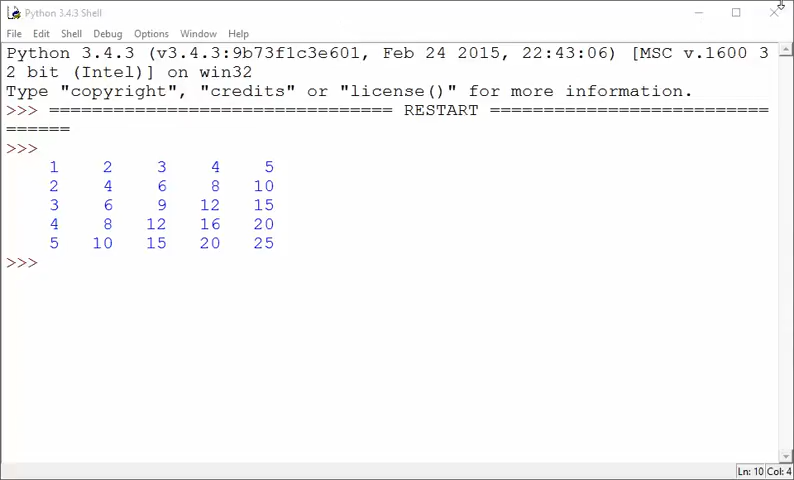 Python 3.4.3 Shell
File Edit Shell Debug Options Window Help
Python 3.4.3 (v3.4.3:9b73f1c3e601, Feb 24 2015, 22:43:06) [MSC v.1600 3
2 bit (Intel)] on win32
Type "copyright", "credits" or "license()" for more information.
>>> ================================ RESTART ==========================
======
>>>
1 2 3 4 5
2 4 6 8 10
3 6 9 12 15
4 8 12 16 20
5 10 15 20 25
>>>
Ln: 10 Col: 4